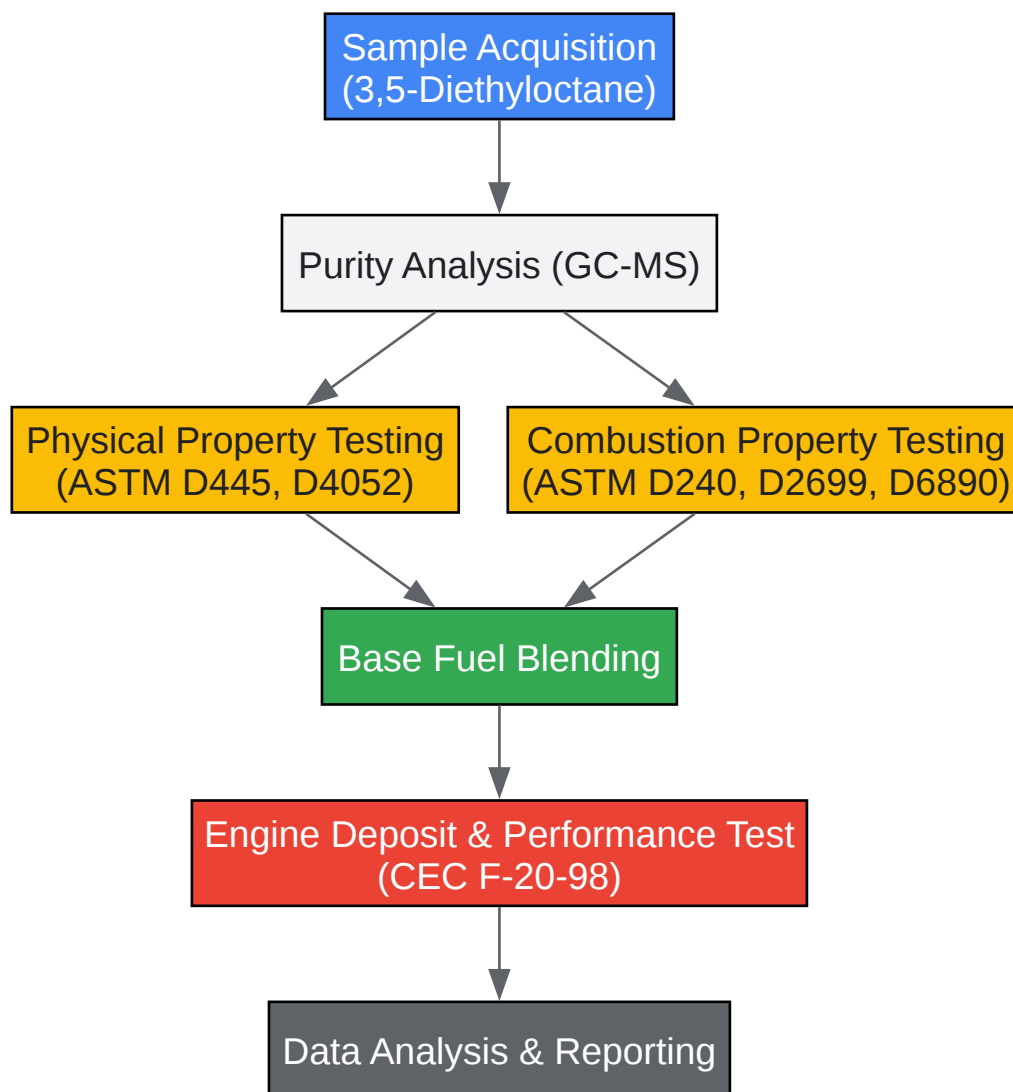 Sample Acquisition
(3,5-Diethyloctane)
Purity Analysis (GC-MS)
Physical Property Testing
(ASTM D445, D4052)
Combustion Property Testing
(ASTM D240, D2699, D6890)
Base Fuel Blending
Engine Deposit & Performance Test
(CEC F-20-98)
Data Analysis & Reporting